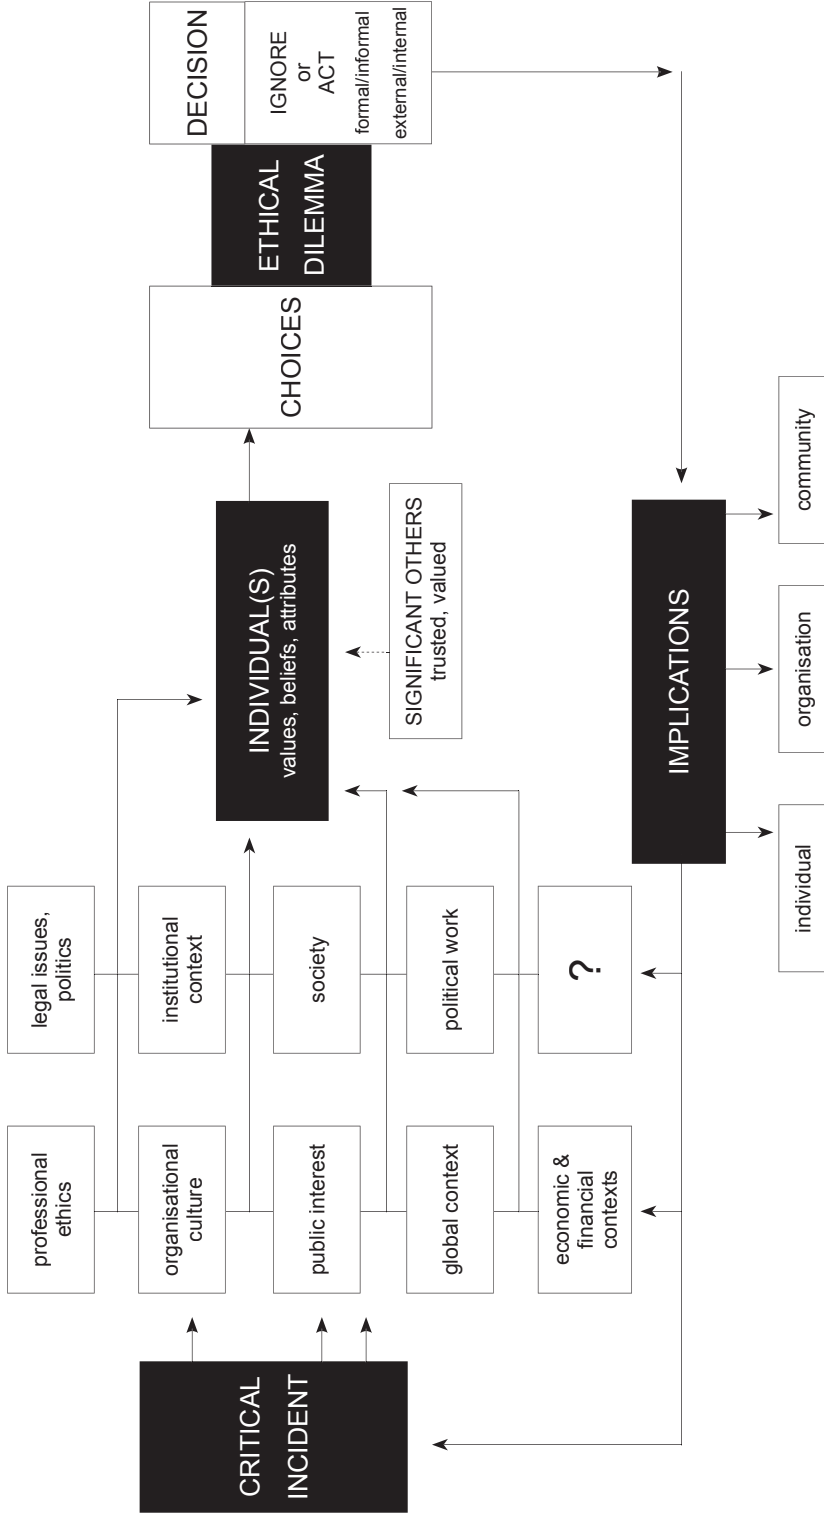 CRITICAL
INCIDENT
professional
ethics
organisational
culture
public interest
global context
economic &
financial
contexts
legal issues,
politics
institutional
context
society
political work
?
INDIVIDUAL(S)
values, beliefs, attributes
SIGNIFICANT OTHERS
trusted, valued
CHOICES
ETHICAL
DILEMMA
DECISION
IGNORE
or
ACT
formal/informal
external/internal
IMPLICATIONS
individual
organisation
community